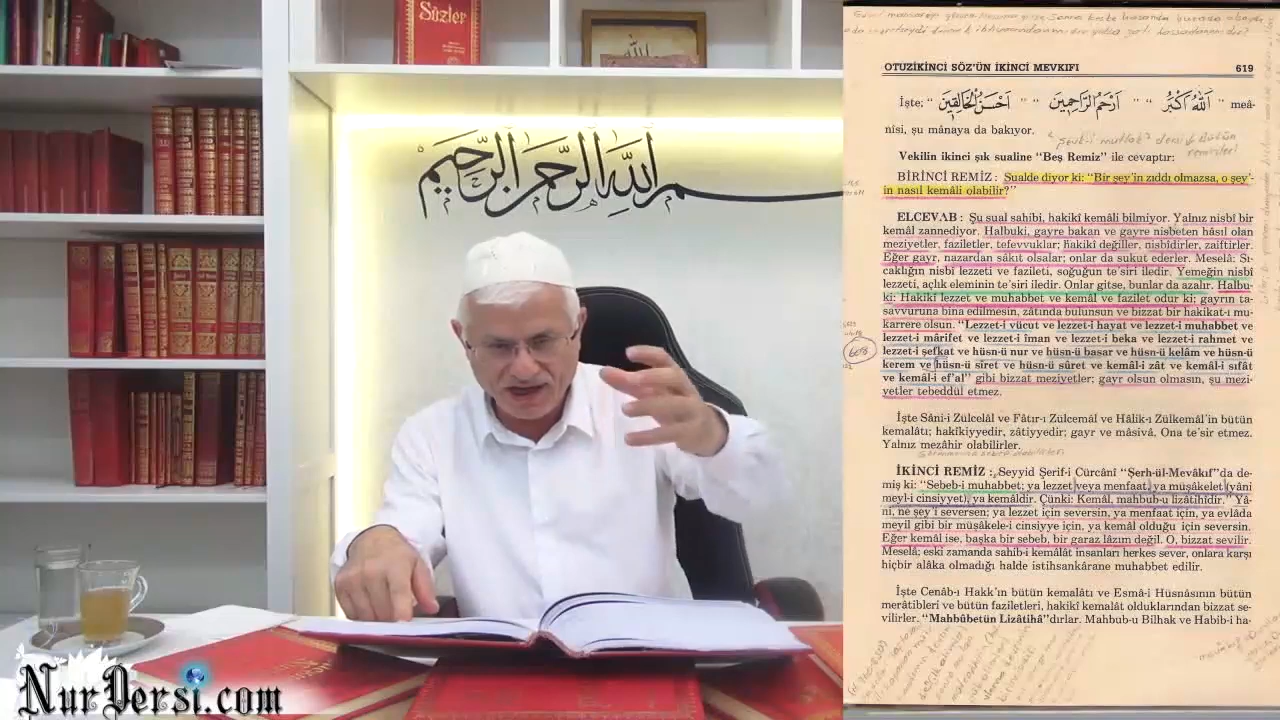 Sözler
بسم الله الرحمن الرحيم
NurDersi.com
OTUZİKİNCİ SÖZ'ÜN İKİNCİ MEVKIFI 619
İşte; " اَحْسَنُ الْخَالِقِينَ " " اَرْحَمُ الرَّاحِمِينَ " " اَللّٰهُ اَكْبَرُ " meâ-
nîsi, şu mânaya da bakıyor.
Vekilin ikinci şık sualine "Beş Remiz" ile cevaptır:
BİRİNCİ REMİZ : Sualde diyor ki: "Bir şey'in zıddı olmazsa, o şey'-
in nasıl kemâli olabilir?"
ELCEVAB : Şu sual sahibi, hakikî kemâli bilmiyor. Yalnız nisbî bir
kemâl zannediyor. Halbuki, gayre bakan ve gayre nisbeten hâsıl olan
meziyetler, faziletler, tefevvuklar; hakikî değiller, nisbîdirler, zaiftirler.
Eğer gayr, nazardan sâkıt olsalar; onlar da sukut ederler. Meselâ: Sı-
caklığın nisbî lezzeti ve fazileti, soğuğun te'siri iledir. Yemeğin nisbî
lezzeti, açlık eleminin te'siri iledir. Onlar gitse, bunlar da azalır. Halbu-
ki: Hakikî lezzet ve muhabbet ve kemâl ve fazilet odur ki; gayrın ta-
savvuruna bina edilmesin, zâtında bulunsun ve bizzat bir hakikat-ı mu-
karrere olsun. "Lezzet-i vücut ve lezzet-i hayat ve lezzet-i muhabbet ve
lezzet-i mârifet ve lezzet-i îman ve lezzet-i beka ve lezzet-i rahmet ve
lezzet-i şefkat ve hüsn-ü nur ve hüsn-ü basar ve hüsn-ü kelâm ve hüsn-ü
kerem ve hüsn-ü sîret ve hüsn-ü sûret ve kemâl-i zât ve kemâl-i sıfât
ve kemâl-i ef'al" gibi bizzat meziyetler; gayr olsun olmasın, şu mezi-
yetler tebeddül etmez.
İşte Sâni-i Zülcelâl ve Fâtır-ı Zülcemâl ve Hâlik-ı Zülkemâl'in bütün
kemalâtı; hakîkiyyedir, zâtiyyedir; gayr ve mâsivâ, Ona te'sir etmez.
Yalnız mezâhir olabilirler.
İKİNCİ REMİZ : Seyyid Şerif-i Cürcânî "Şerh-ül-Mevâkıf"da de-
miş ki: "Sebeb-i muhabbet; ya lezzet veya menfaat, ya müşakelet (yâni
meyl-i cinsiyyet), ya kemâldir. Çünki: Kemâl, mahbub-u lizâtihîdir." Yâ-
ni, ne şey'i seversen; ya lezzet için seversin, ya menfaat için, ya evlâda
meyil gibi bir müşâkele-i cinsiyye için, ya kemâl olduğu için seversin.
Eğer kemâl ise, başka bir sebeb, bir garaz lâzım değil. O, bizzat sevilir.
Meselâ; eski zamanda sahib-i kemâlât insanları herkes sever, onlara karşı
hiçbir alâka olmadığı halde istihsankârane muhabbet edilir.
İşte Cenâb-ı Hakk'ın bütün kemalâtı ve Esmâ-i Hüsnasının bütün
merâtibleri ve bütün faziletleri, hakikî kemalât olduklarından bizzat se-
vilirler. "Mahbûbetün Lizâtihâ"dırlar. Mahbub-u Bilhak ve Habib-i ha-